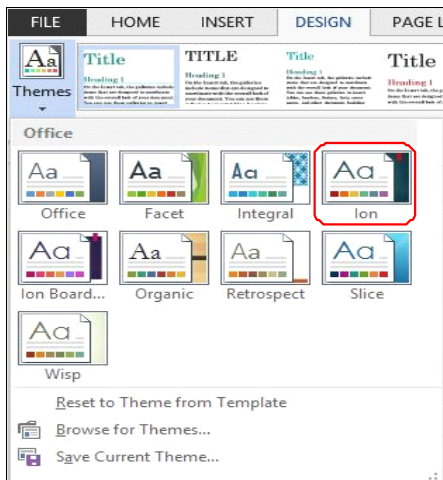 FILE HOME INSERT DESIGN PAGE L
Aa Themes
Title
Heading 1
TITLE
Heading 1
Title
Heading 1
Title
Heading 1
Office
Aa Aa Aa Aa
Office Facet Integral Ion
Aa Aa Aa Aa
Ion Board... Organic Retrospect Slice
Aa
Wisp
Reset to Theme from Template
Browse for Themes...
Save Current Theme...